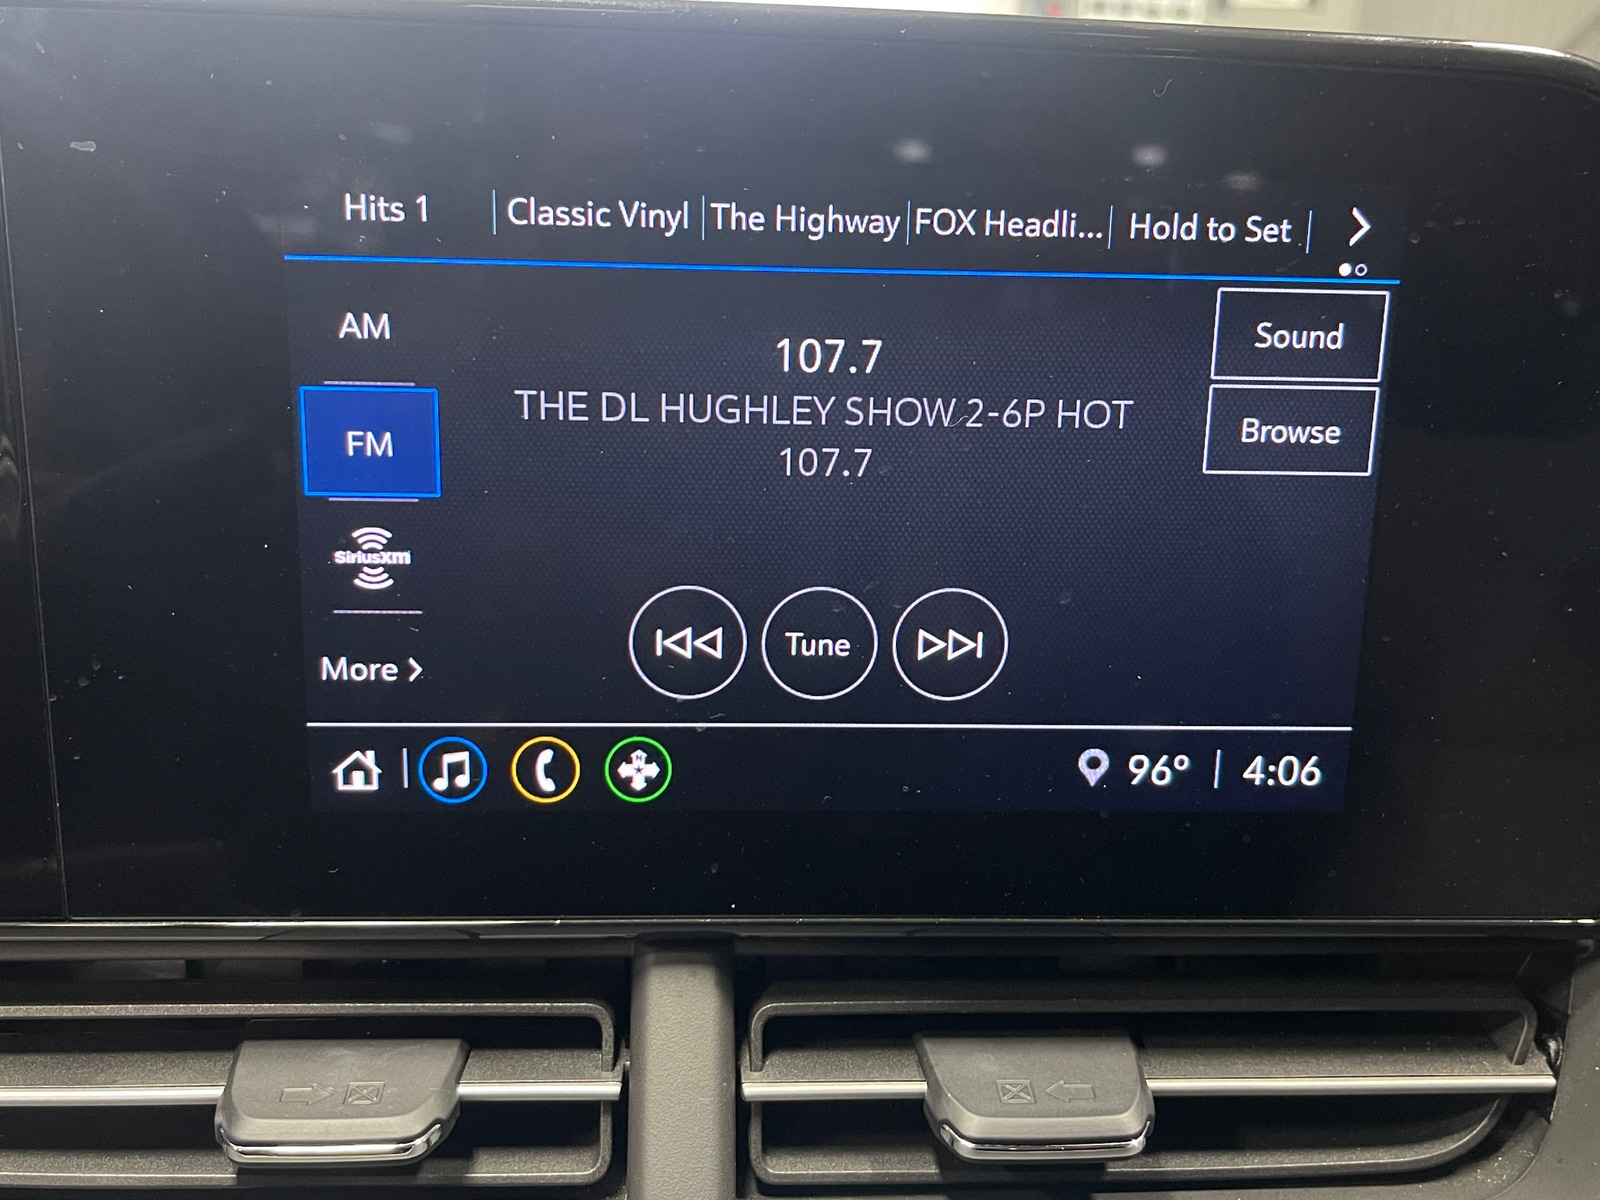 Hits 1
Classic Vinyl
The Highway
FOX Headli...
Hold to Set
AM
107.7
Sound
THE DL HUGHLEY SHOW 2-6P HOT
107.7
FM
Browse
SiriusXM
Tune
More
N
96° | 4:06